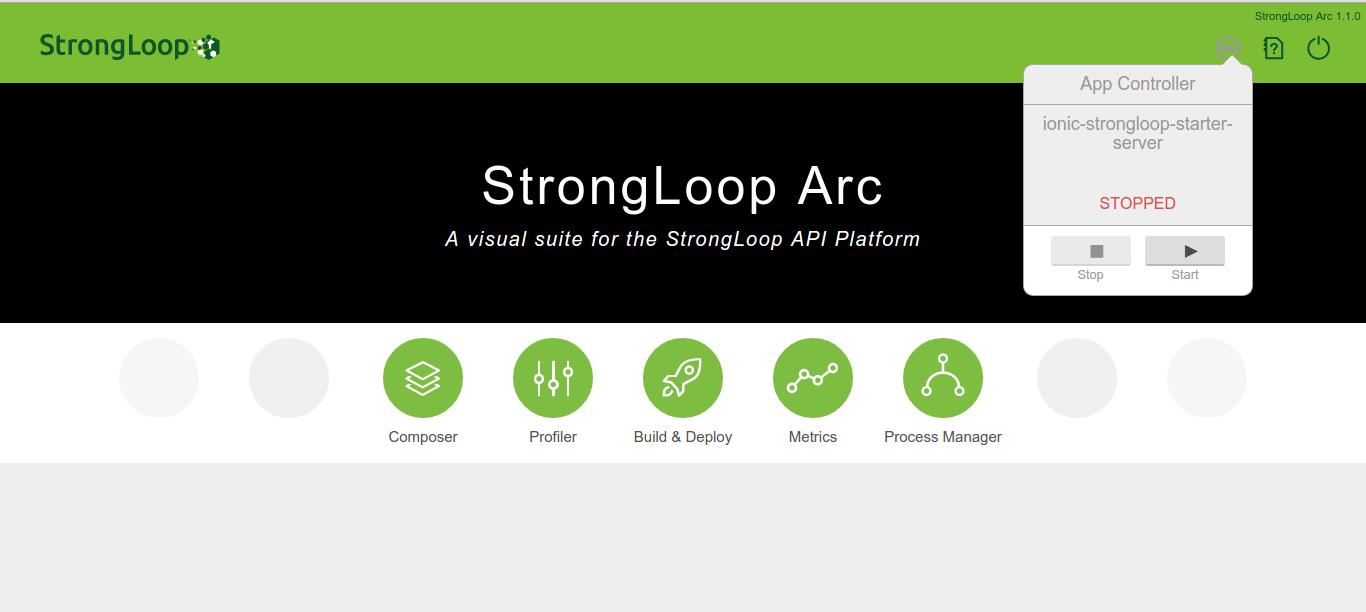 StrongLoop Arc 1.1.0
StrongLoop
?
App Controller
ionic-strongloop-starter-
server
STOPPED
Stop
Start
StrongLoop Arc
A visual suite for the StrongLoop API Platform
Composer
Profiler
Build & Deploy
Metrics
Process Manager